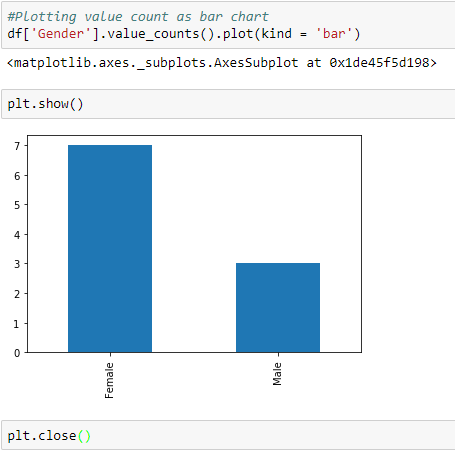 #Plotting value count as bar chart
df['Gender'].value_counts().plot(kind = 'bar')
<matplotlib.axes._subplots.AxesSubplot at 0x1de45f5d198>
plt.show()
7
6
5
4
3
2
1
0
Female
Male
plt.close()